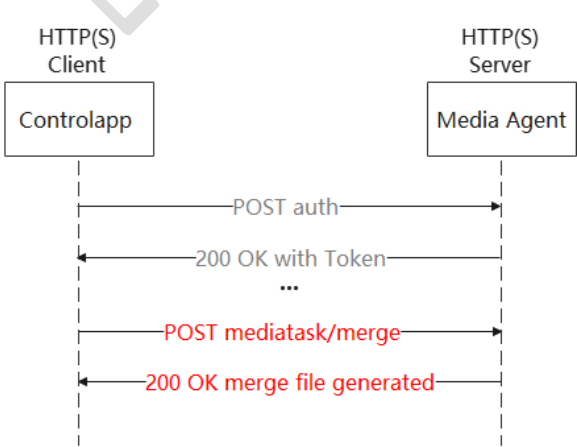 HTTP(S)
Client
HTTP(S)
Server
Controlapp
Media Agent
POST auth
200 OK with Token
...
POST mediatask/merge
200 OK merge file generated